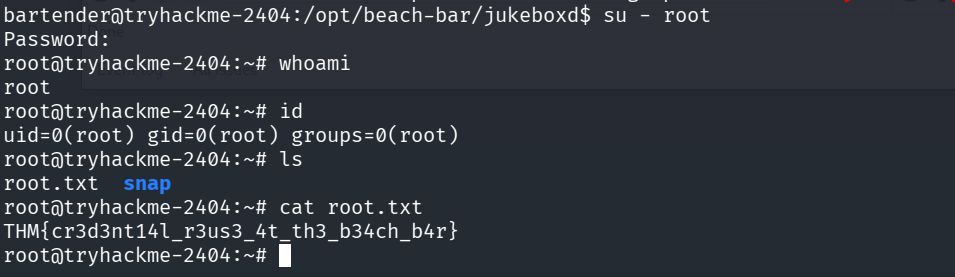 bartender@tryhackme-2404:/opt/beach-bar/jukeboxd$ su - root
Password:
root@tryhackme-2404:~# whoami
root
root@tryhackme-2404:~# id
uid=0(root) gid=0(root) groups=0(root)
root@tryhackme-2404:~# ls
root.txt  snap
root@tryhackme-2404:~# cat root.txt
THM{cr3d3nt14l_r3us3_4t_th3_b34ch_b4r}
root@tryhackme-2404:~#